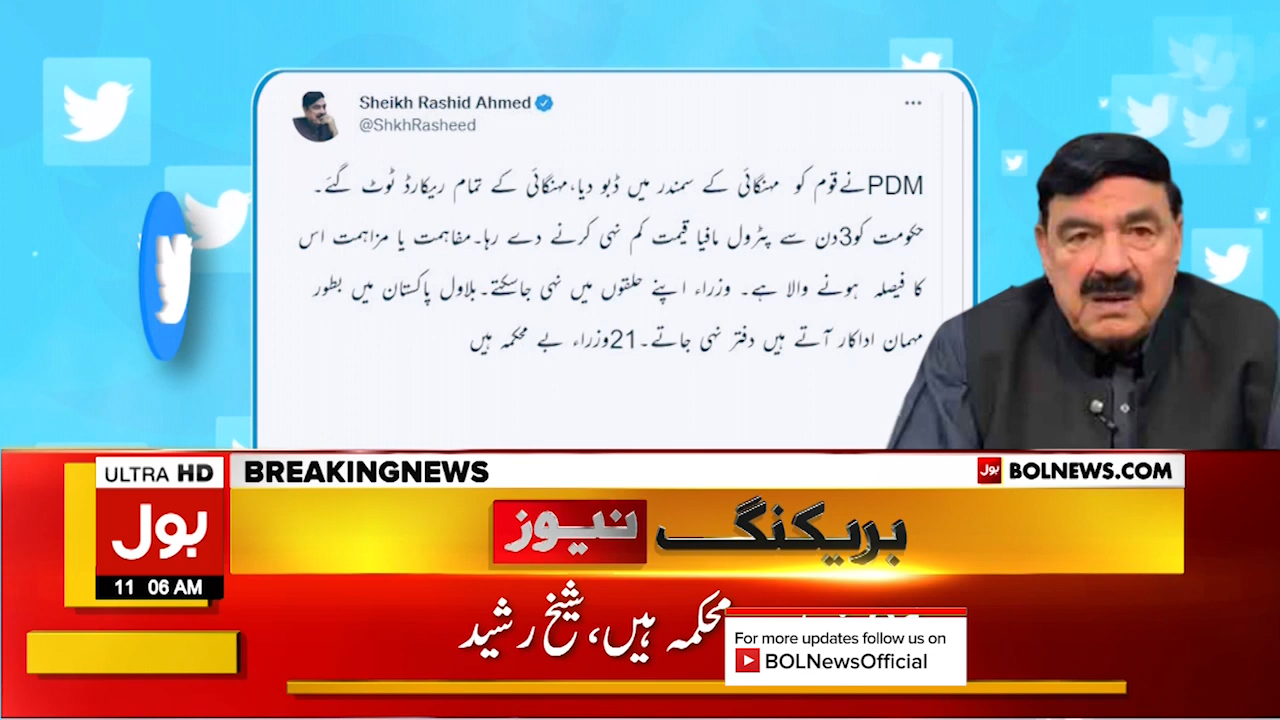 Sheikh Rashid Ahmed
@ShkhRasheed
PDMنےقوم کو مہنگائی کے سمندر میں ڈبو دیا،مہنگائی کے تمام ریکارڈ ٹوٹ گئے۔
حکومت کو3دن سے پٹرول مافیا قیمت کم نہی کرنے دے رہا۔مفاہمت یا مزاہمت اس
کا فیصلہ ہونے والا ہے۔ وزراء اپنے حلقوں میں نہی جاسکتے۔بلاول پاکستان میں بطور
مہمان اداکار آتے ہیں دفتر نہی جاتے۔21وزراء بے محکمہ ہیں
ULTRA HD
BREAKINGNEWS
بول BOLNEWS.COM
بول
بریکنگ نیوز
11 06 AM
محکمہ ہیں، شیخ رشید
For more updates follow us on
BOLNewsOfficial